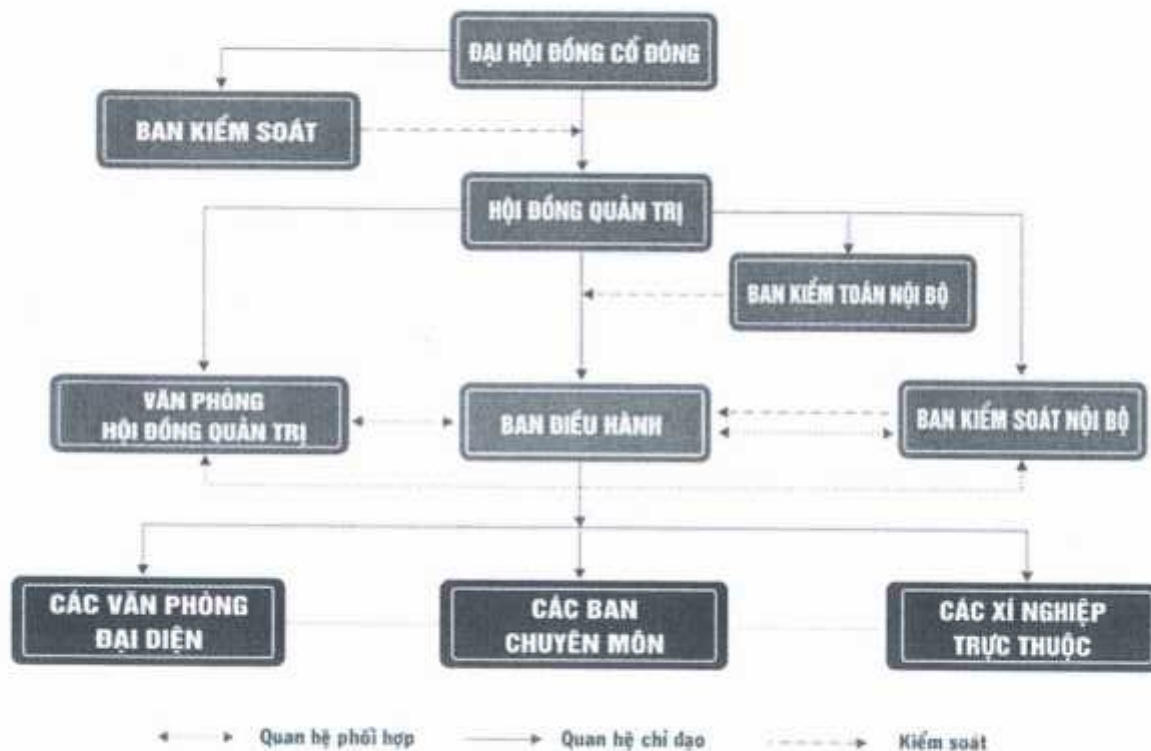 ĐẠI HỘI ĐỒNG CỔ ĐÔNG
BAN KIỂM SOÁT
HỘI ĐỒNG QUẢN TRỊ
BAN KIỂM TOÁN NỘI BỘ
VĂN PHÒNG
HỘI ĐỒNG QUẢN TRỊ
BAN ĐIỀU HÀNH
BAN KIỂM SOÁT NỘI BỘ
CÁC VĂN PHÒNG
ĐẠI DIỆN
CÁC BAN
CHUYÊN MÔN
CÁC XÍ NGHIỆP
TRỰC THUỘC
Quan hệ phối hợp
Quan hệ chỉ đạo
Kiểm soát